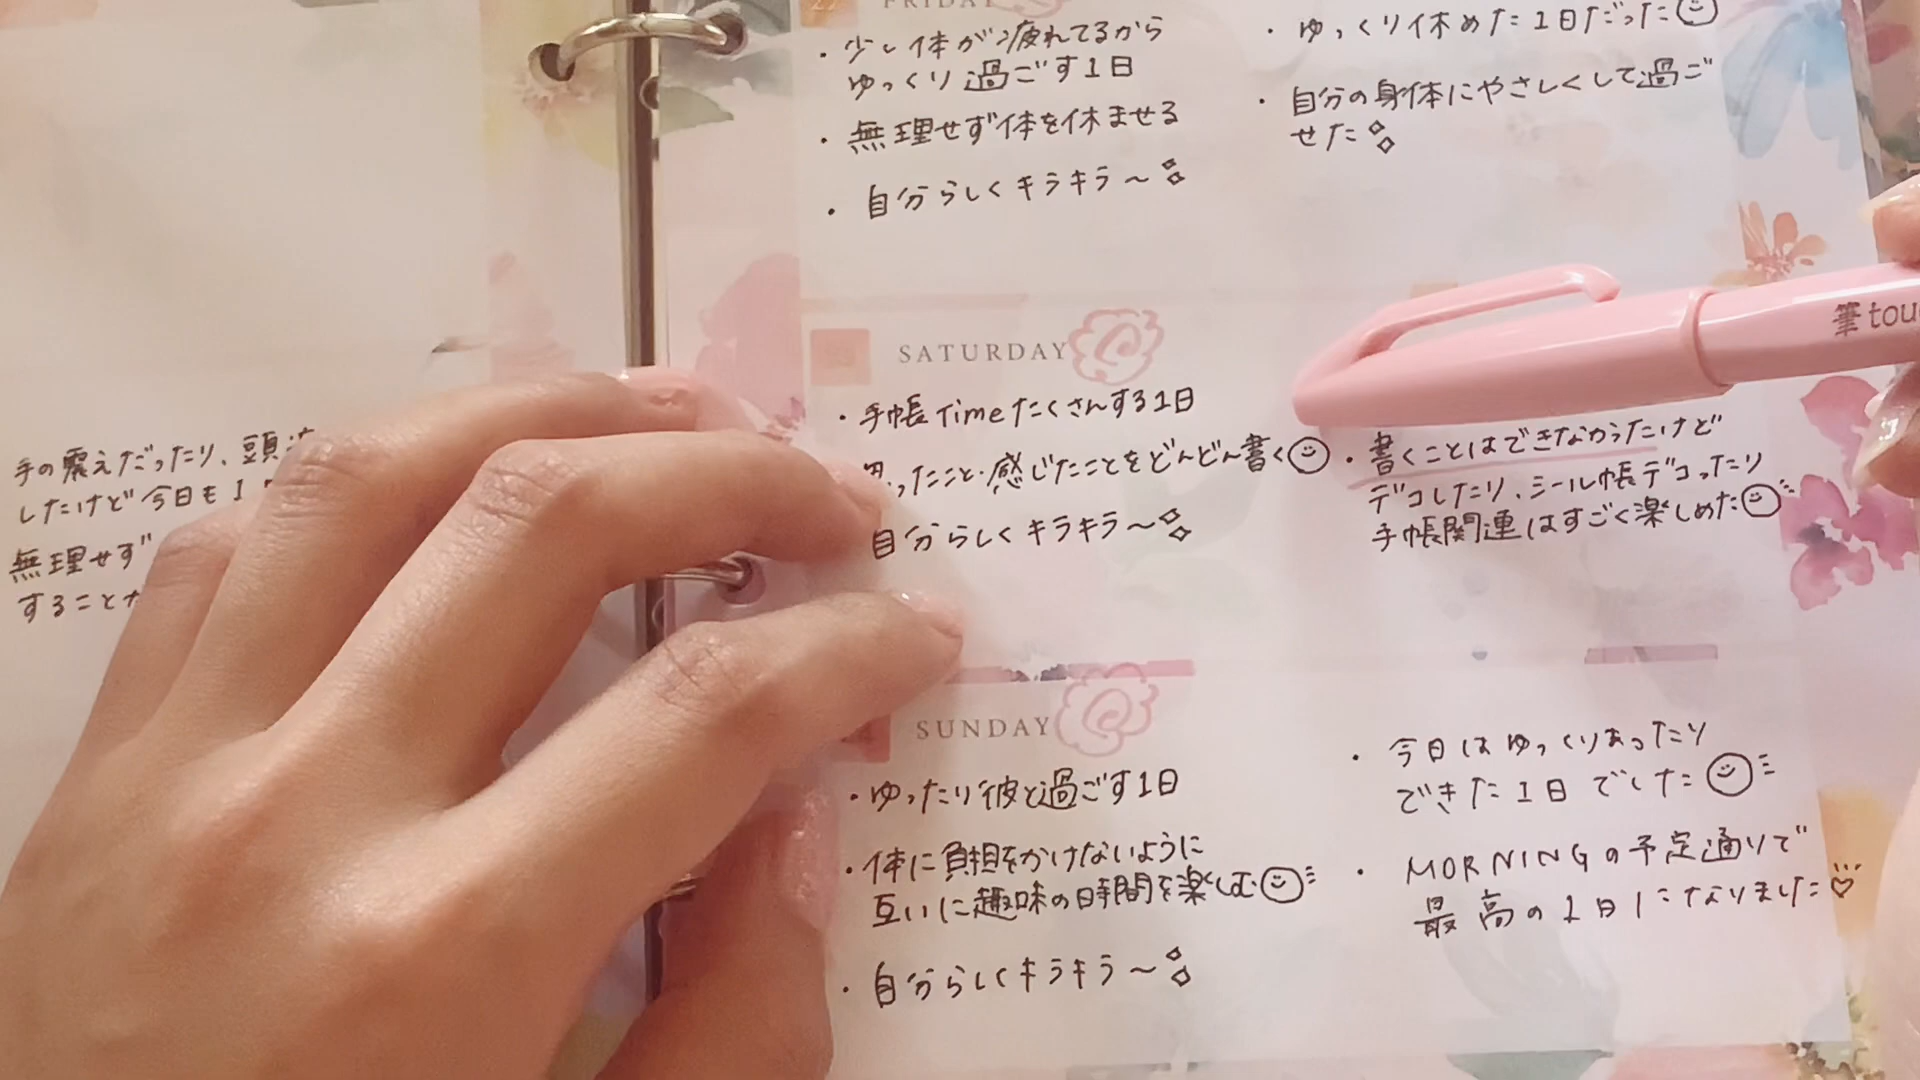 手の震えだったり、頭
したけど今日も1
無理せず
すること
FRIDAY
・少し体が疲れてるから
ゆっくり過ごす1日
・無理せず体を休ませる
・自分らしくキラキラ〜
・ゆっくり休めた1日だった
・自分の身体にやさしくして過ご
せた
SATURDAY
・手帳Timeたくさんする1日
ったこと・感じたことをどんどん書く
自分らしくキラキラ〜
・書くことはできなかったけど
デコしたり、シール帳デコったり
手帳関連はすごく楽しめた
筆tou
SUNDAY
・ゆったり彼と過ごす1日
・体に負担をかけないように
互いに趣味の時間を楽しむ
・自分らしくキラキラ〜
・今日はゆっくりまったり
できた1日でした
・MORNINGの予定通りで
最高の1日になりました♡